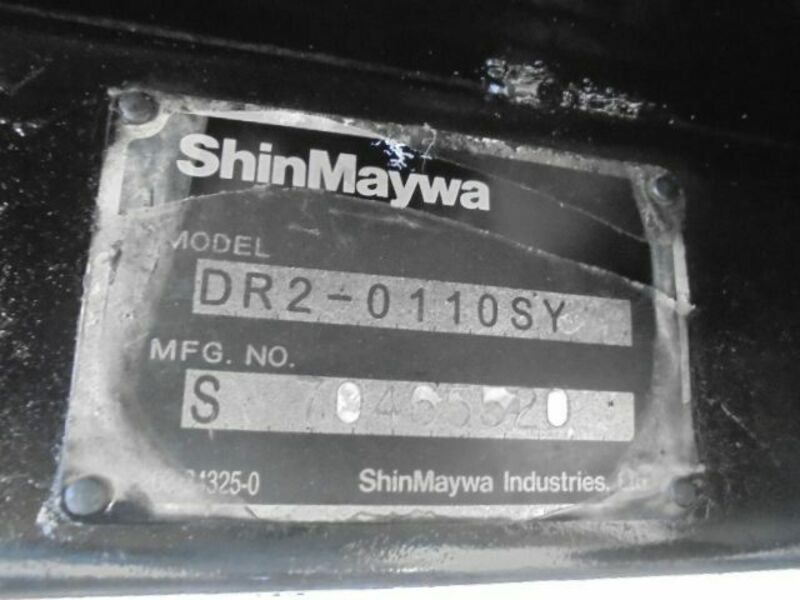 ShinMaywa
MODEL
DR2-0110SY
MFG. NO.
S
ShinMaywa Industries,